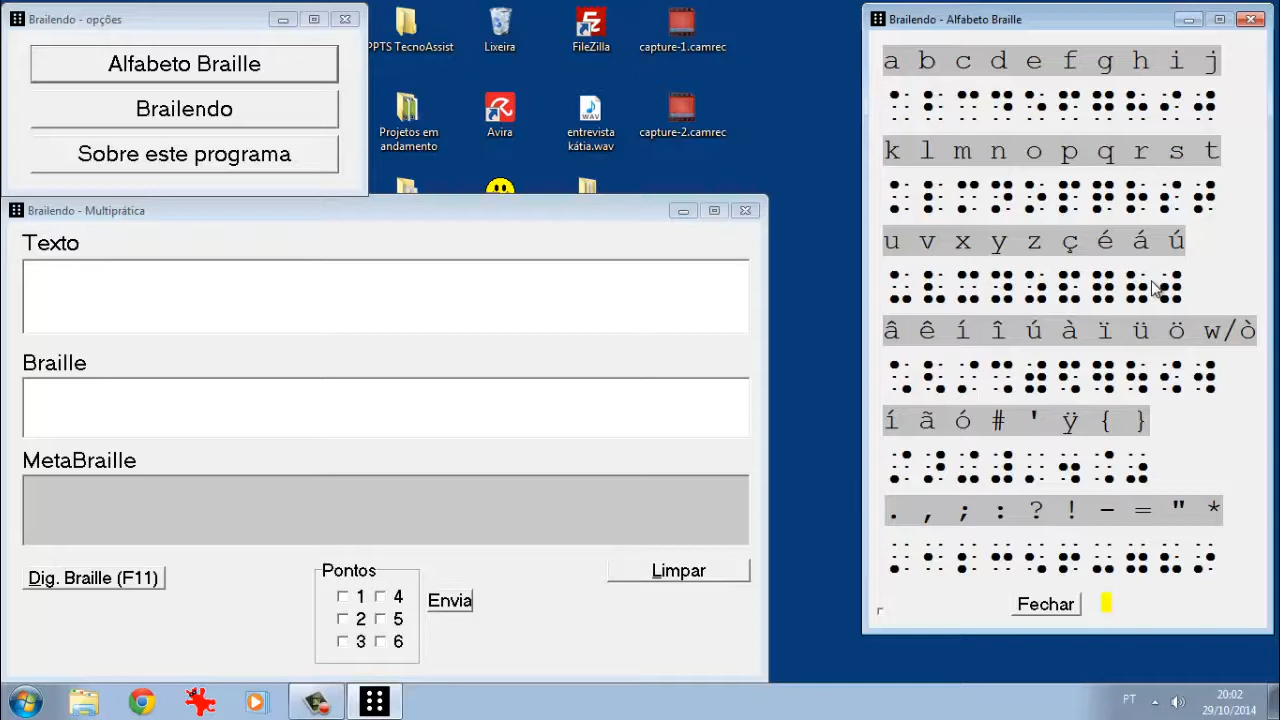 Brailendo - opções
Alfabeto Braille
Brailendo
Sobre este programa
PPTS TecnoAssist
Lixeira
FileZilla
capture-1.camrec
Projetos em
andamento
Avira
WAV
entrevista
kátia.wav
capture-2.camrec
Brailendo - Multiprática
Texto
Braille
MetaBraille
Dig. Braille (F11)
Pontos
1 4
2 5
3 6
Envia
Limpar
Brailendo - Alfabeto Braille
a b c d e f g h i j
k l m n o p q r s t
u v x y z ç é á ú
â ê í î ú à ï ü ö w/ò
í ã ó # ' ÿ { }
. , ; : ? ! - = " *
Fechar
PT
20:02
29/10/2014